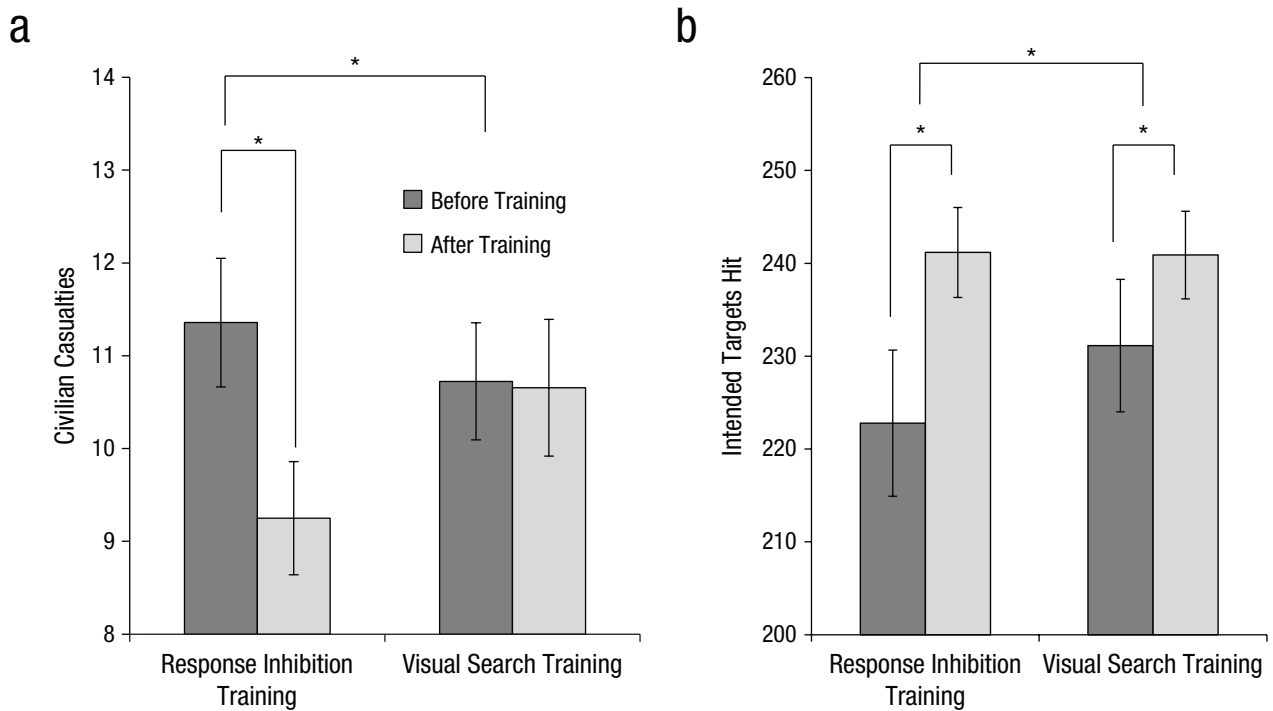 a
*
*
14
13
12
11
10
9
8
Civilian Casualties
Before Training
After Training
Response Inhibition
Training
Visual Search Training
b
*
*
*
260
250
240
230
220
210
200
Intended Targets Hit
Response Inhibition
Training
Visual Search Training